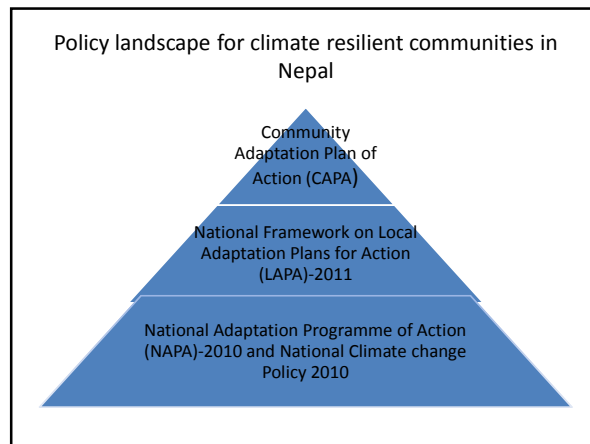 Policy landscape for climate resilient communities in
Nepal
Community
Adaptation Plan of
Action (CAPA)
National Framework on Local
Adaptation Plans for Action
(LAPA)-2011
National Adaptation Programme of Action
(NAPA)-2010 and National Climate change
Policy 2010